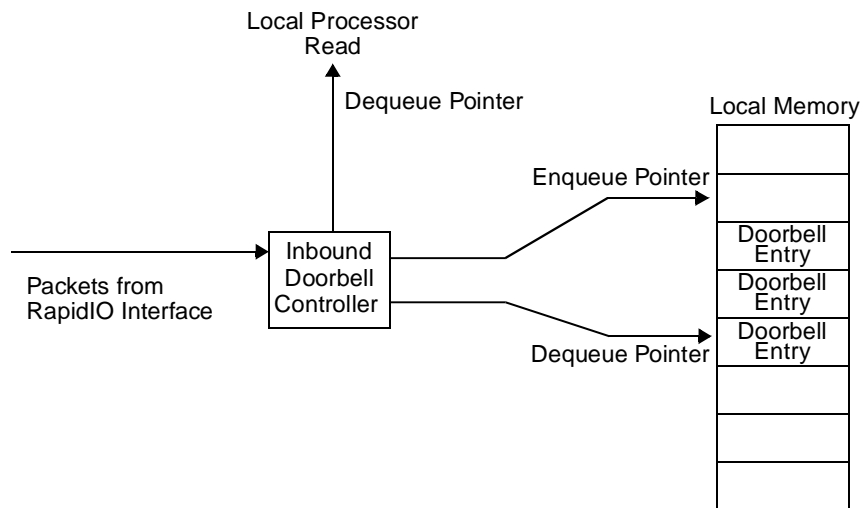 Local Processor
Read
Dequeue Pointer
Local Memory
Enqueue Pointer
Inbound
Doorbell
Controller
Packets from
RapidIO Interface
Doorbell
Entry
Doorbell
Entry
Doorbell
Entry
Dequeue Pointer